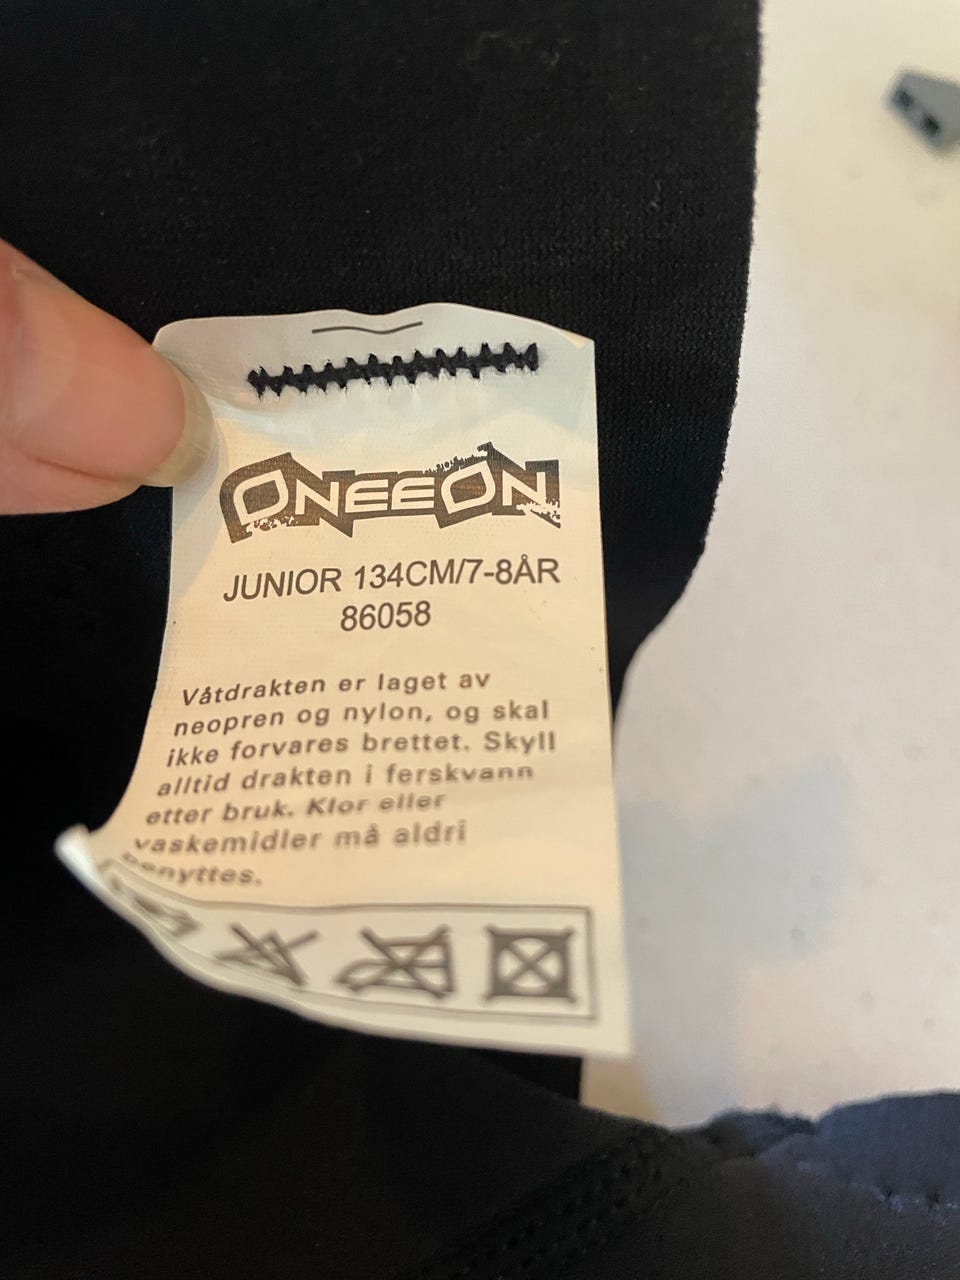 ONEEON
JUNIOR 134CM/7-8ÅR
86058
Våtdrakten er laget av
neopren og nylon, og skal
ikke forvares brettet. Skyll
alltid drakten i ferskvann
etter bruk. Klor eller
vaskemidler må aldri
benyttes.